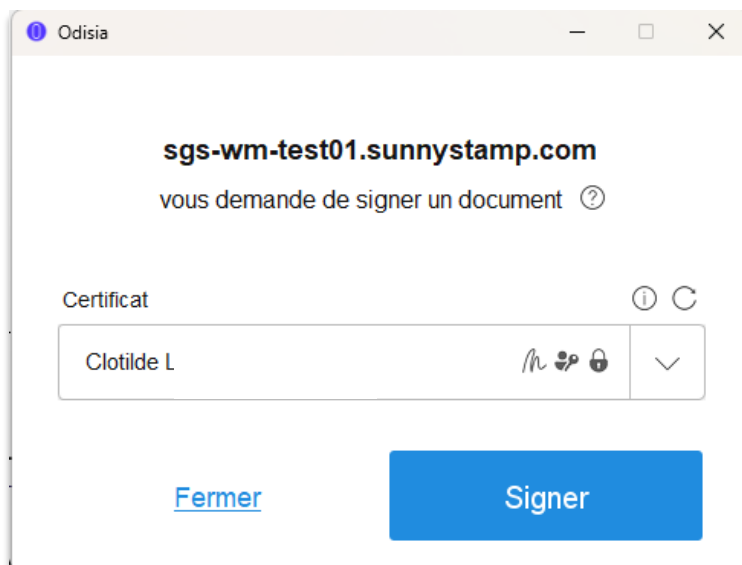 Odisia
sgs-wm-test01.sunnystamp.com
vous demande de signer un document
Certificat
Clotilde L
Fermer
Signer